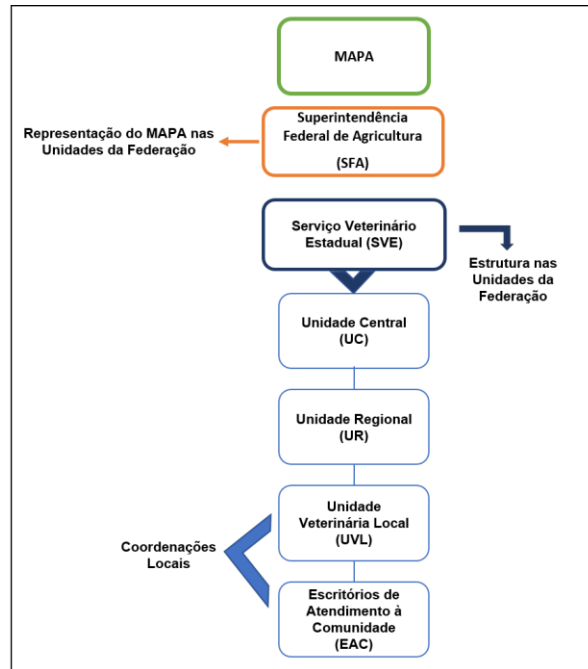 MAPA
Superintendência
Federal de Agricultura
(SFA)
Representação do MAPA nas
Unidades da Federação
Serviço Veterinário
Estadual (SVE)
Estrutura nas
Unidades da
Federação
Unidade Central
(UC)
Unidade Regional
(UR)
Unidade
Veterinária Local
(UVL)
Coordenações
Locais
Escritórios de
Atendimento à
Comunidade
(EAC)